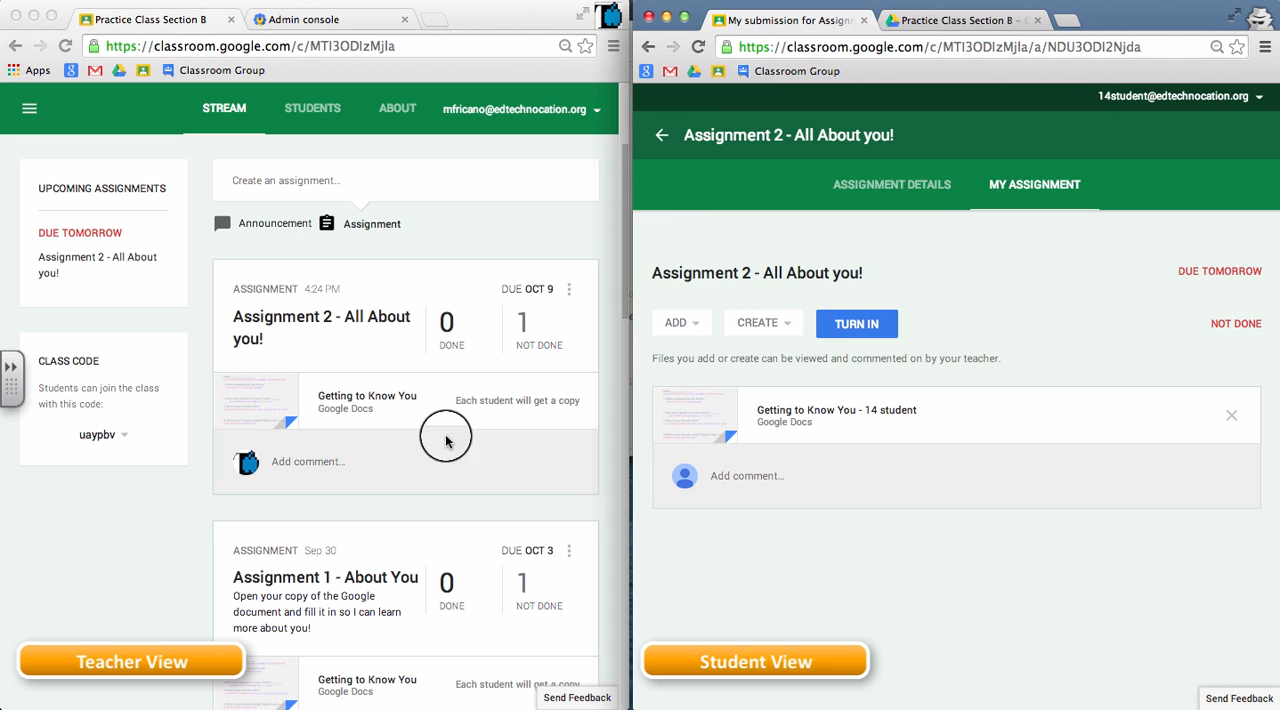 Practice Class Section B
Admin console
https://classroom.google.com/c/MTI3ODIzMjla
Apps
Classroom Group
STREAM
STUDENTS
ABOUT
mfricano@edtechnocation.org
UPCOMING ASSIGNMENTS
DUE TOMORROW
Assignment 2 - All About
you!
CLASS CODE
Students can join the class
with this code:
uaypbv
Create an assignment...
Announcement
Assignment
ASSIGNMENT 4:24 PM
DUE OCT 9
Assignment 2 - All About
you!
0
DONE
1
NOT DONE
Getting to Know You
Google Docs
Each student will get a copy
Add comment...
ASSIGNMENT Sep 30
DUE OCT 3
Assignment 1 - About You
Open your copy of the Google
document and fill it in so I can learn
more about you!
0
DONE
1
NOT DONE
Getting to Know You
Google Docs
Each student will get a copy
Send Feedback
Teacher View
My submission for Assignm
Practice Class Section B -
https://classroom.google.com/c/MTI3ODIzMjla/a/NDU3ODI2Njda
Classroom Group
14student@edtechnocation.org
Assignment 2 - All About you!
ASSIGNMENT DETAILS
MY ASSIGNMENT
Assignment 2 - All About you!
DUE TOMORROW
ADD
CREATE
TURN IN
NOT DONE
Files you add or create can be viewed and commented on by your teacher.
Getting to Know You - 14 student
Google Docs
Add comment...
Student View
Send Feedback